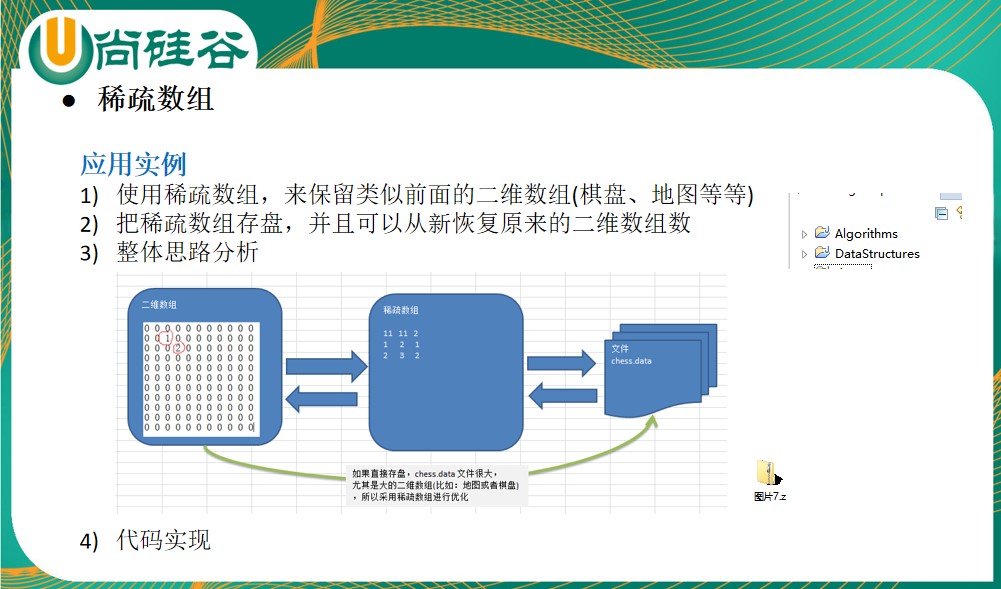 U尚硅谷
● 稀疏数组
应用实例
1) 使用稀疏数组，来保留类似前面的二维数组(棋盘、地图等等)
2) 把稀疏数组存盘，并且可以从新恢复原来的二维数组数
3) 整体思路分析
二维数组
0 0 0 0 0 0 0 0 0 0 0
0 0 1 0 0 0 0 0 0 0 0
0 0 0 2 0 0 0 0 0 0 0
0 0 0 0 0 0 0 0 0 0 0
0 0 0 0 0 0 0 0 0 0 0
0 0 0 0 0 0 0 0 0 0 0
0 0 0 0 0 0 0 0 0 0 0
0 0 0 0 0 0 0 0 0 0 0
0 0 0 0 0 0 0 0 0 0 0
0 0 0 0 0 0 0 0 0 0 0
0 0 0 0 0 0 0 0 0 0 0
稀疏数组
11 11 2
1 2 1
2 3 2
文件
chess.data
如果直接存盘，chess.data 文件很大，
尤其是大的二维数组(比如：地图或者棋盘)
，所以采用稀疏数组进行优化
Algorithms
DataStructures
图片7.z
4) 代码实现